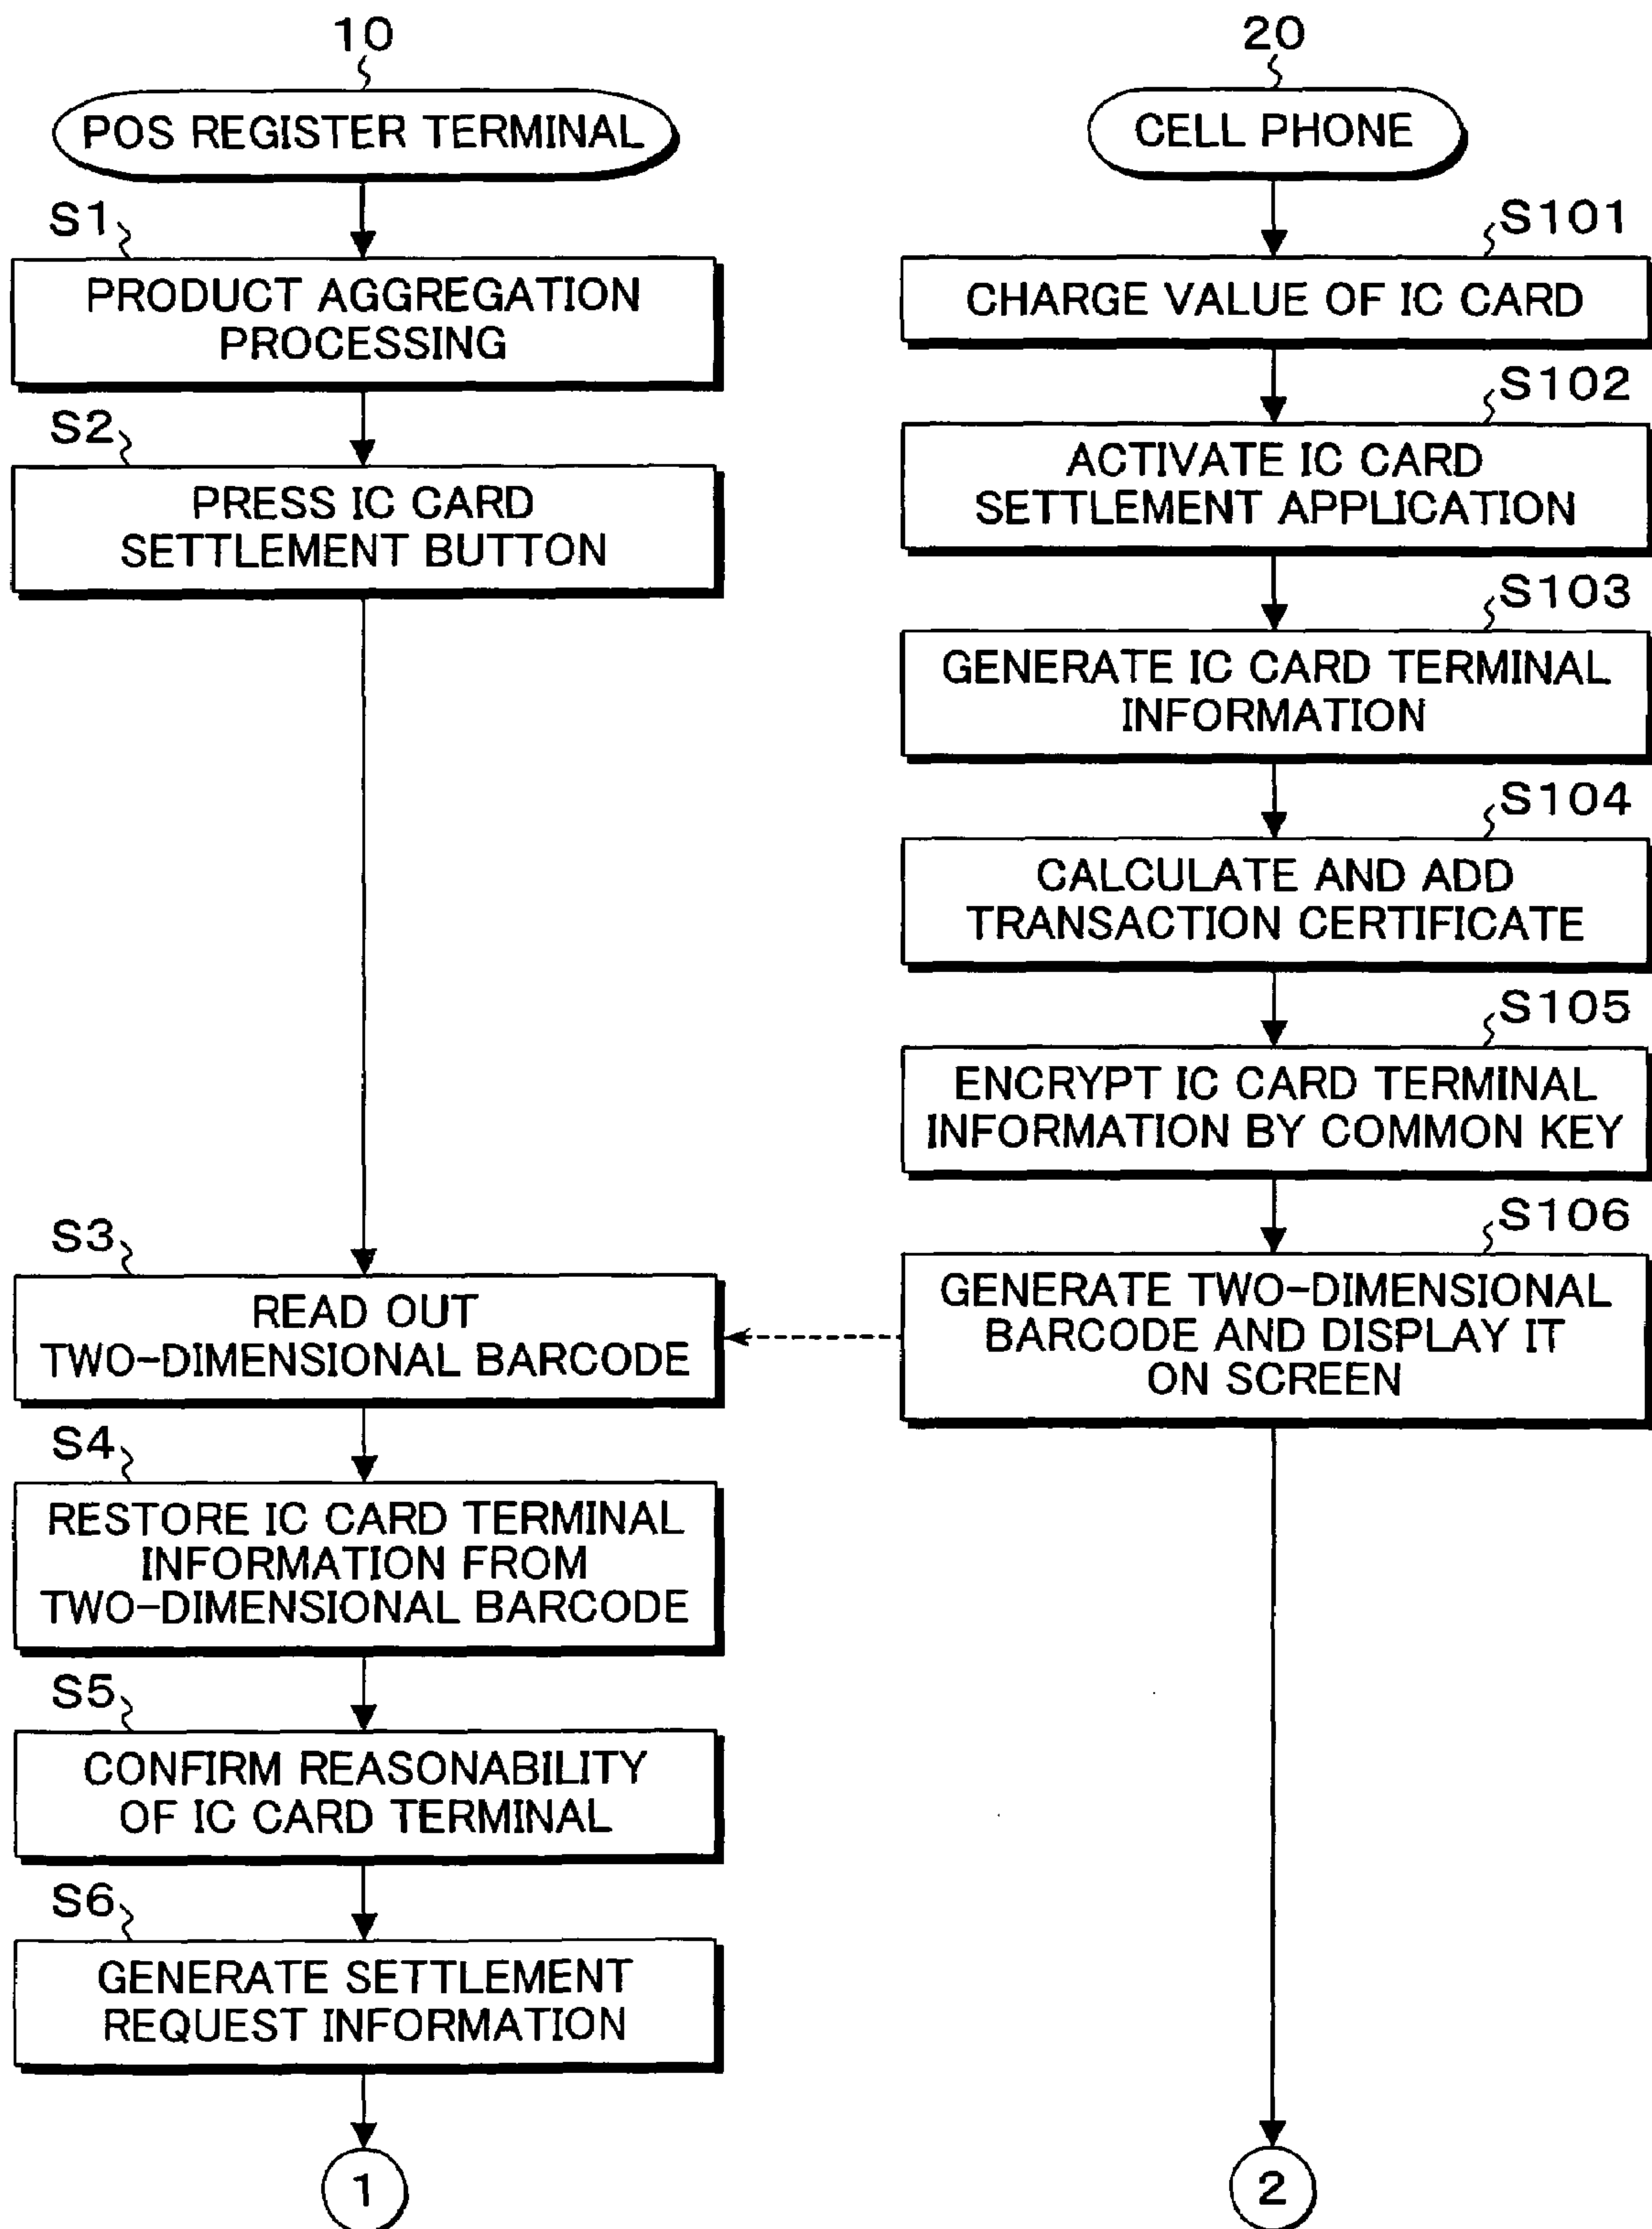 10
POS REGISTER TERMINAL
S1
PRODUCT AGGREGATION
PROCESSING
S2
PRESS IC CARD
SETTLEMENT BUTTON
S3
READ OUT
TWO-DIMENSIONAL BARCODE
S4
RESTORE IC CARD TERMINAL
INFORMATION FROM
TWO-DIMENSIONAL BARCODE
S5
CONFIRM REASONABILITY
OF IC CARD TERMINAL
S6
GENERATE SETTLEMENT
REQUEST INFORMATION
1
20
CELL PHONE
S101
CHARGE VALUE OF IC CARD
S102
ACTIVATE IC CARD
SETTLEMENT APPLICATION
S103
GENERATE IC CARD TERMINAL
INFORMATION
S104
CALCULATE AND ADD
TRANSACTION CERTIFICATE
S105
ENCRYPT IC CARD TERMINAL
INFORMATION BY COMMON KEY
S106
GENERATE TWO-DIMENSIONAL
BARCODE AND DISPLAY IT
ON SCREEN
2